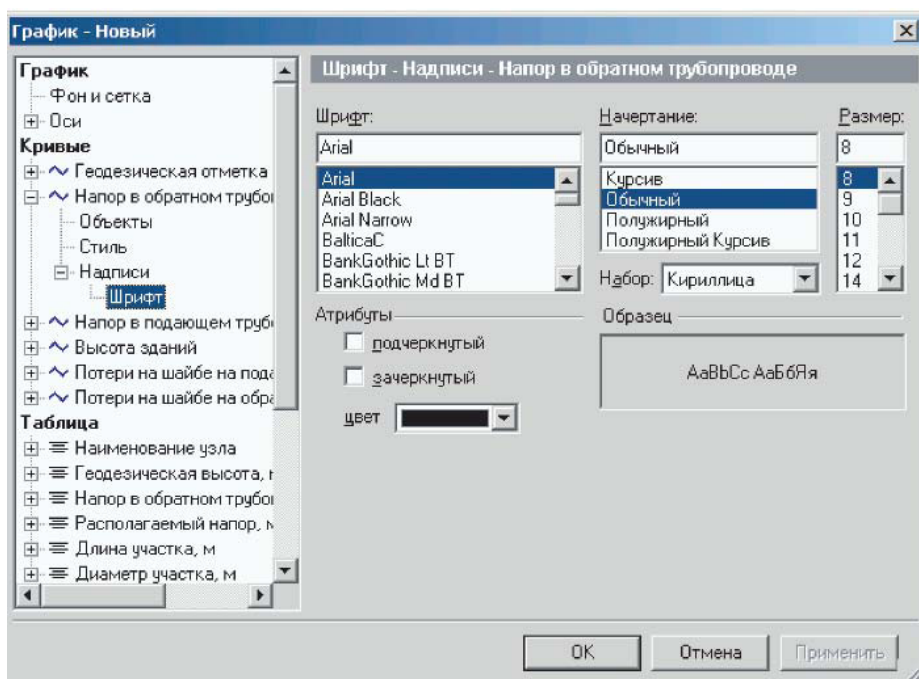 График - Новый
График
Фон и сетка
Оси
Кривые
Геодезическая отметка
Напор в обратном трубо
Объекты
Стиль
Надписи
Шрифт
Напор в подающем труб
Высота зданий
Потери на шайбе на под
Потери на шайбе на обр
Таблица
Наименование узла
Геодезическая высота,
Напор в обратном трубо
Располагаемый напор,
Длина участка, м
Диаметр участка, м
Шрифт - Надписи - Напор в обратном трубопроводе
Шрифт:
Arial
Arial
Arial Black
Arial Narrow
BalticaC
BankGothic Lt BT
BankGothic Md BT
Начертание:
Обычный
Курсив
Обычный
Полужирный
Полужирный Курсив
Размер:
8
8
9
10
11
12
14
Набор: Кириллица
Атрибуты
подчеркнутый
зачеркнутый
цвет
Образец
AaBbCc АаБбЯя
OK Отмена Применить